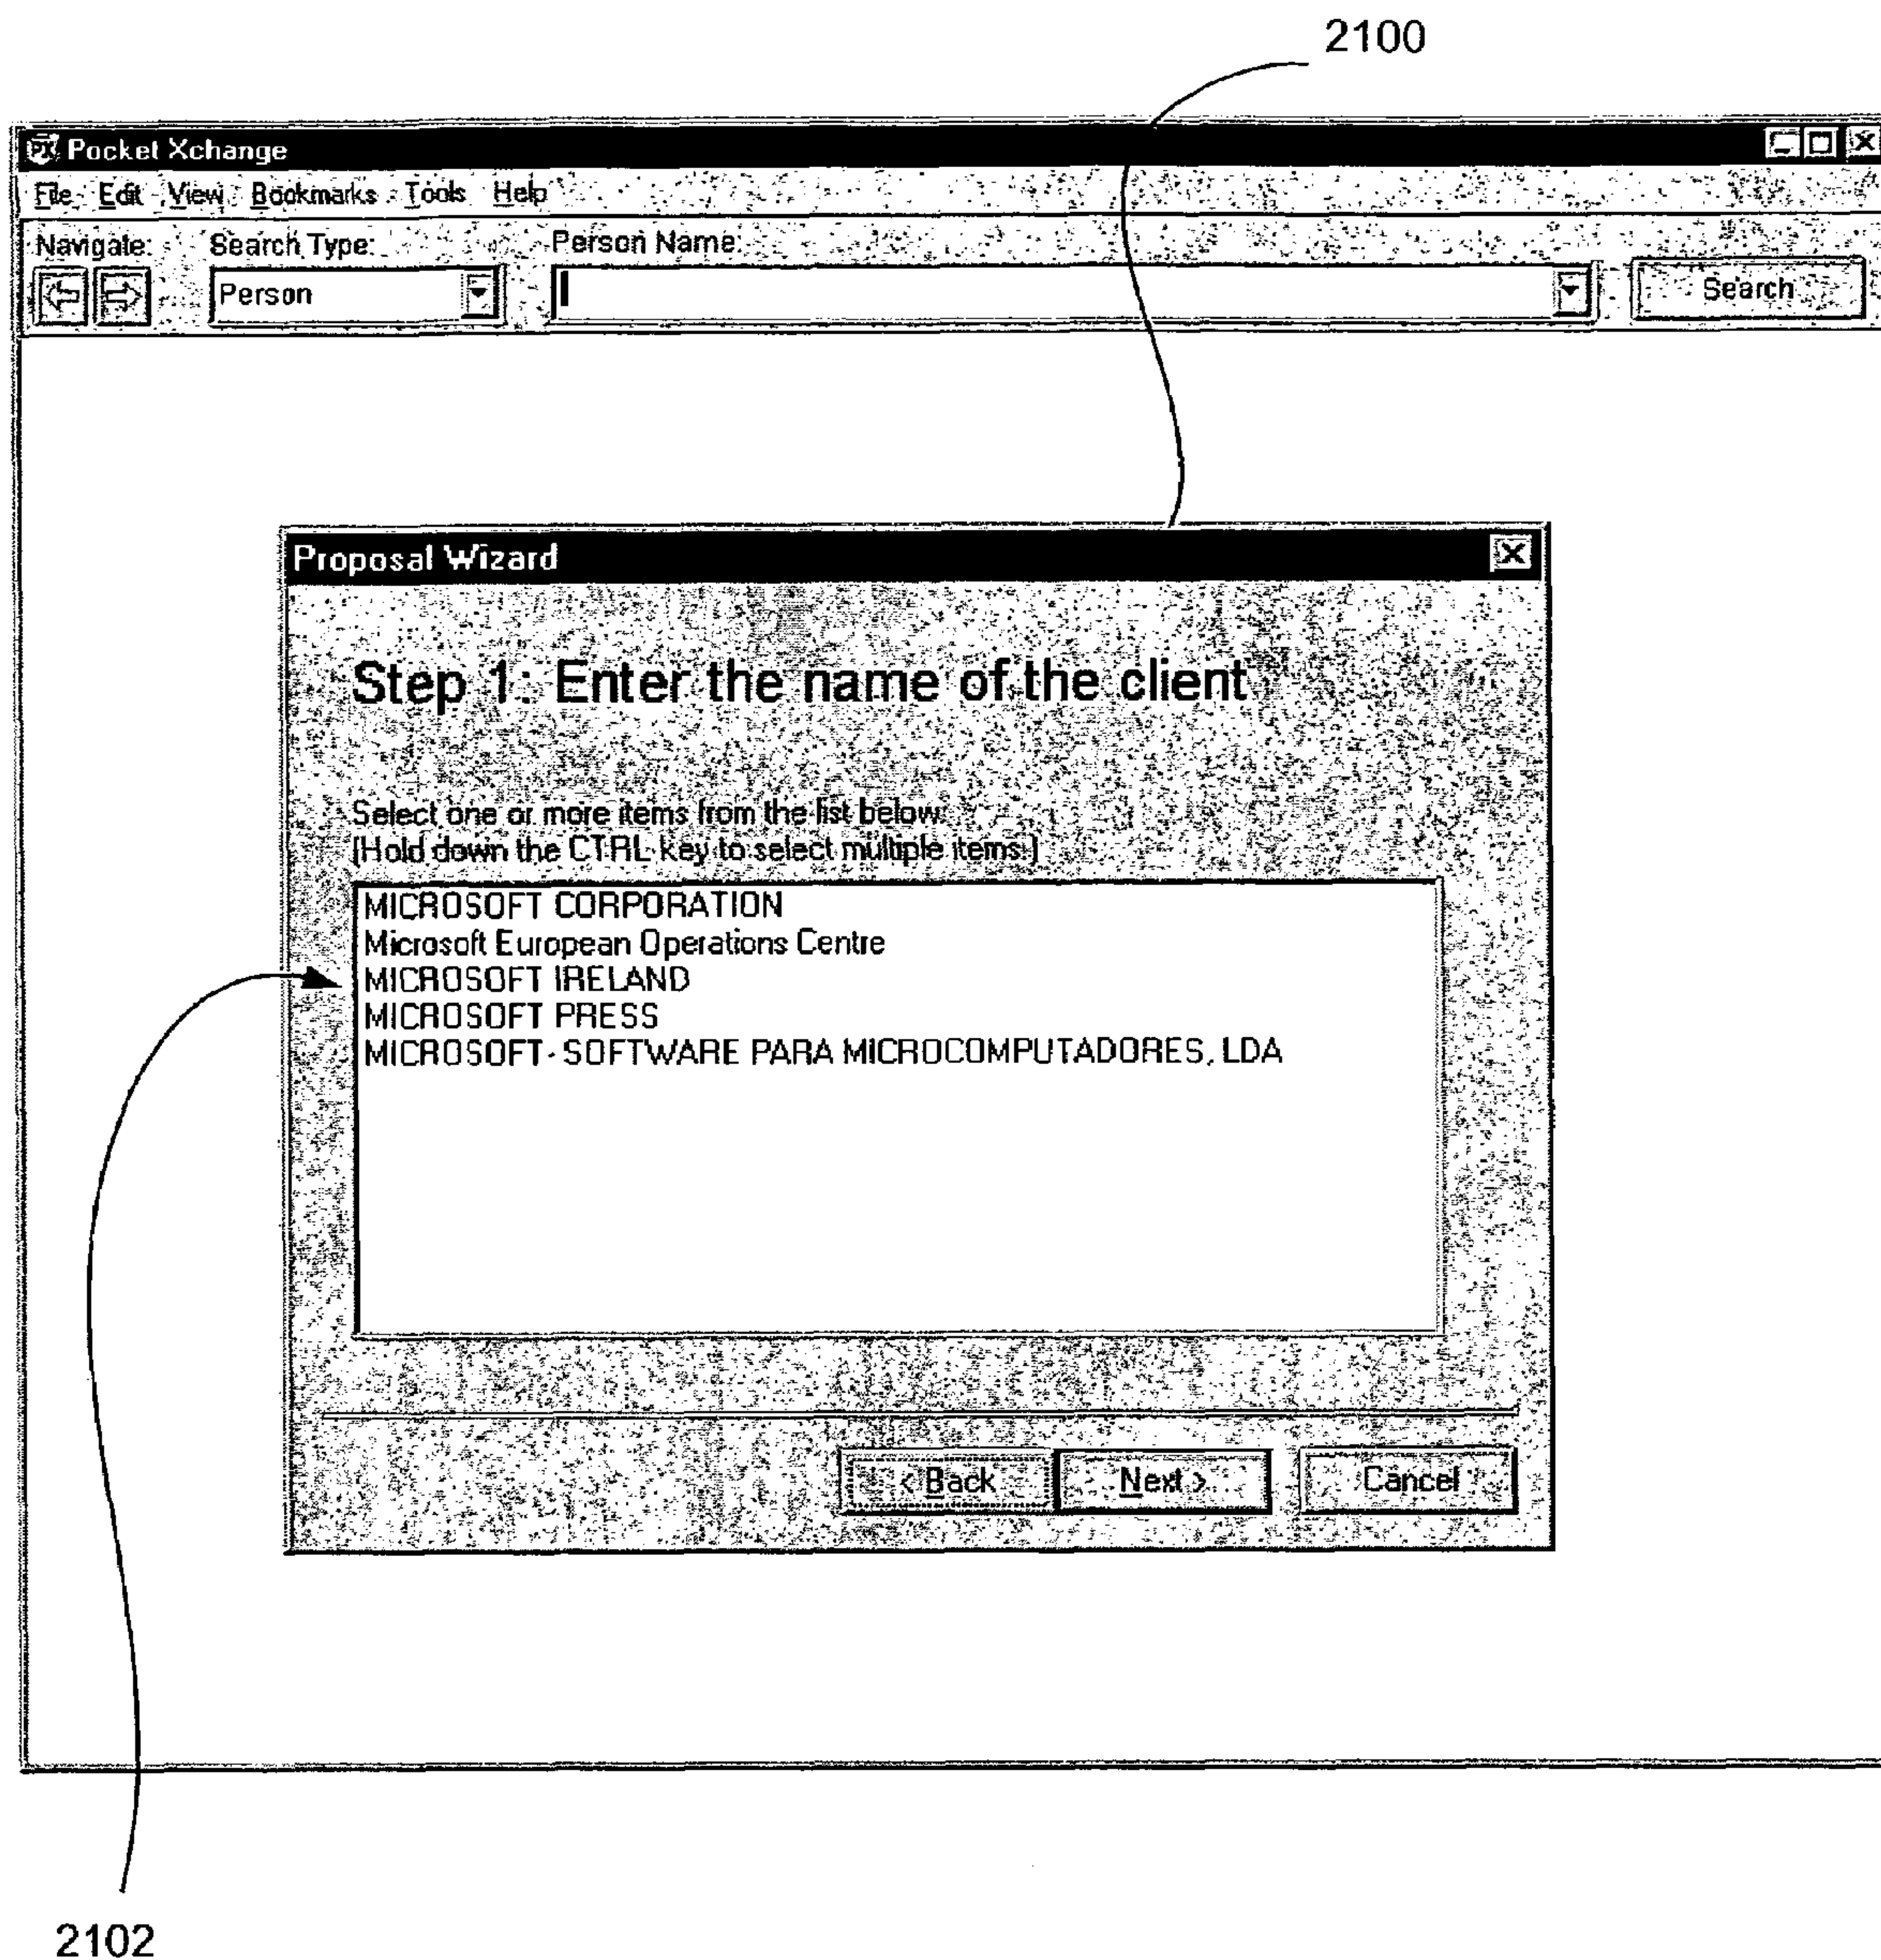 2100
PX Pocket Xchange
File Edit View Bookmarks Tools Help
Navigate: Search Type: Person Name:
Person Search
Proposal Wizard
Step 1: Enter the name of the client
Select one or more items from the list below.
(Hold down the CTRL key to select multiple items.)
MICROSOFT CORPORATION
Microsoft European Operations Centre
MICROSOFT IRELAND
MICROSOFT PRESS
MICROSOFT - SOFTWARE PARA MICROCOMPUTADORES, LDA
< Back Next > Cancel
2102